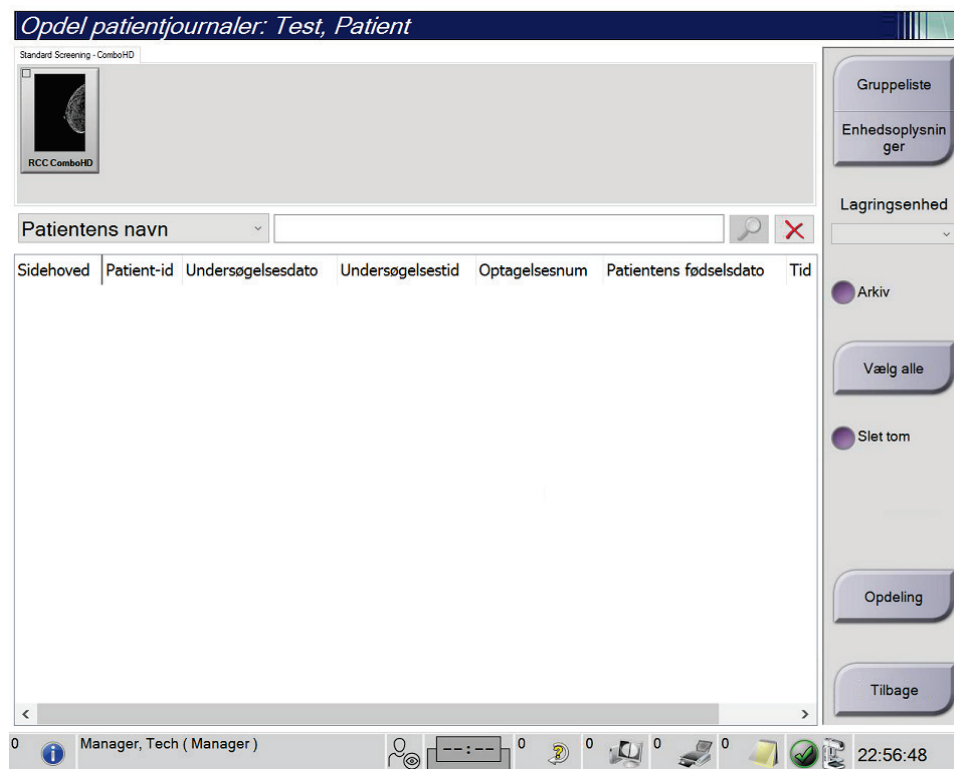 Opdel patientjournaler: Test, Patient
Standard Screening - ComboHD
RCC ComboHD
Gruppeliste
Enhedsoplysnin
ger
Lagringsenhed
Patientens navn
Sidehoved Patient-id Undersøgelsesdato Undersøgelsestid Optagelsesnum Patientens fødselsdato Tid
Arkiv
Vælg alle
Slet tom
Opdeling
Tilbage
0 Manager, Tech ( Manager ) --:-- 0 0 0 0 22:56:48